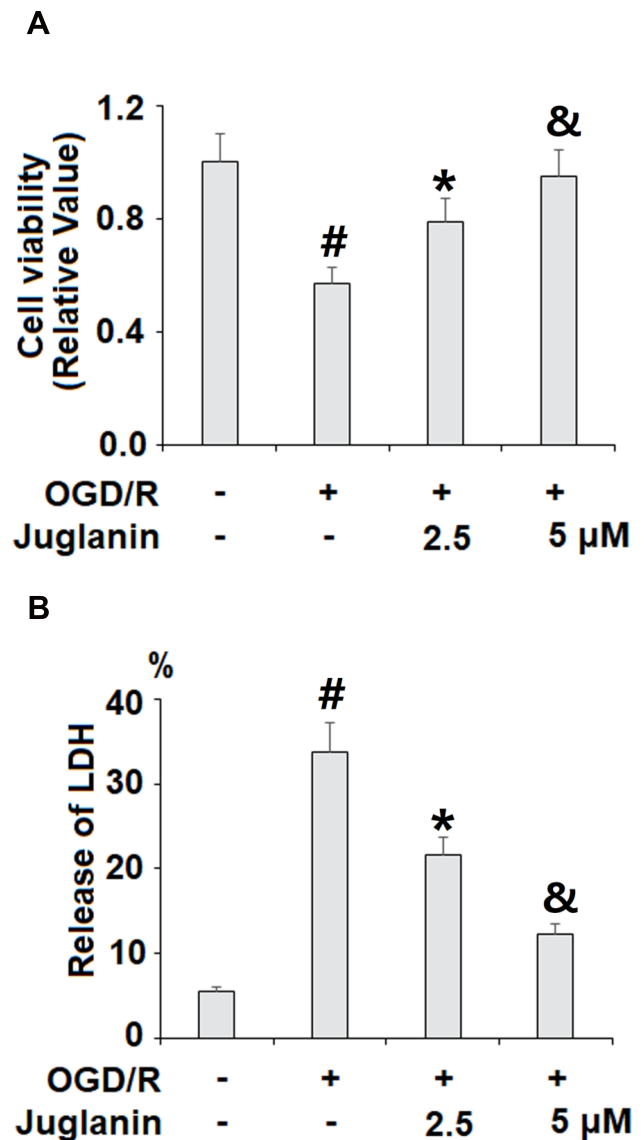 A
1.2
0.8
0.4
0.0
Cell viability
(Relative Value)
#
*
&
OGD/R - + + +
Juglanin - - 2.5 5 µM
B
%
40
30
20
10
0
Release of LDH
#
*
&
OGD/R - + + +
Juglanin - - 2.5 5 µM